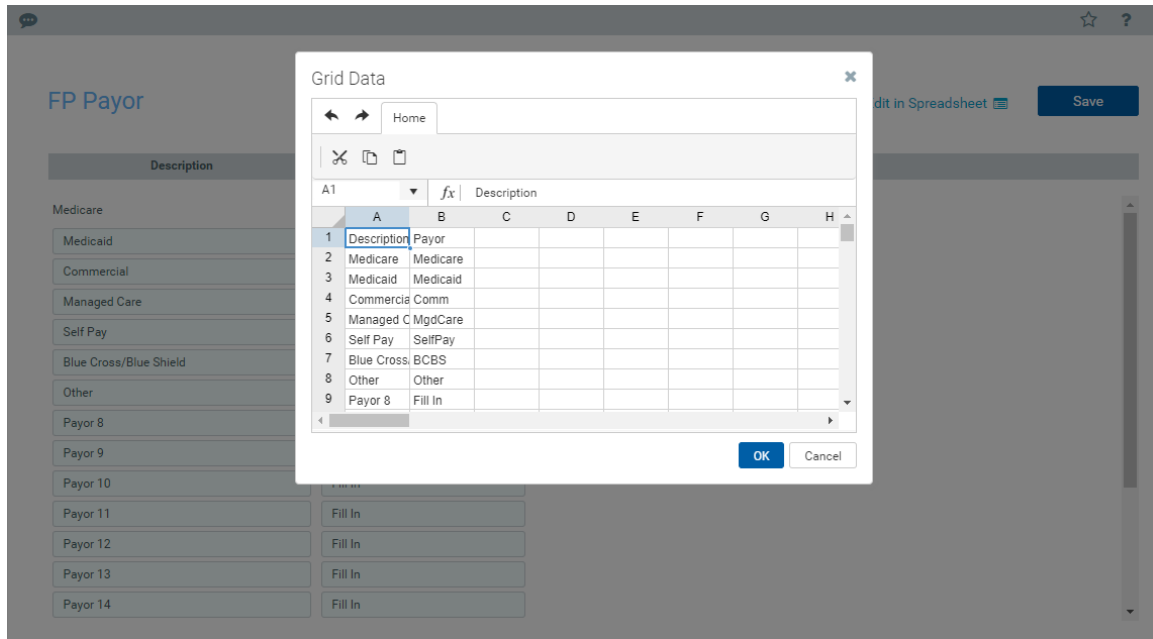 ?
Grid Data
FP Payor
dit in Spreadsheet
Save
Home
Description
A1
fx
Description
A B C D E F G H
Medicare
1 Description Payor
Medicaid
2 Medicare Medicare
3 Medicaid Medicaid
Commercial
4 Commercia Comm
Managed Care
5 Managed C MgdCare
Self Pay
6 Self Pay SelfPay
Blue Cross/Blue Shield
7 Blue Cross/ BCBS
8 Other Other
Other
9 Payor 8 Fill In
Payor 8
Payor 9
OK Cancel
Payor 10
Payor 11 Fill In
Payor 12 Fill In
Payor 13 Fill In
Payor 14 Fill In